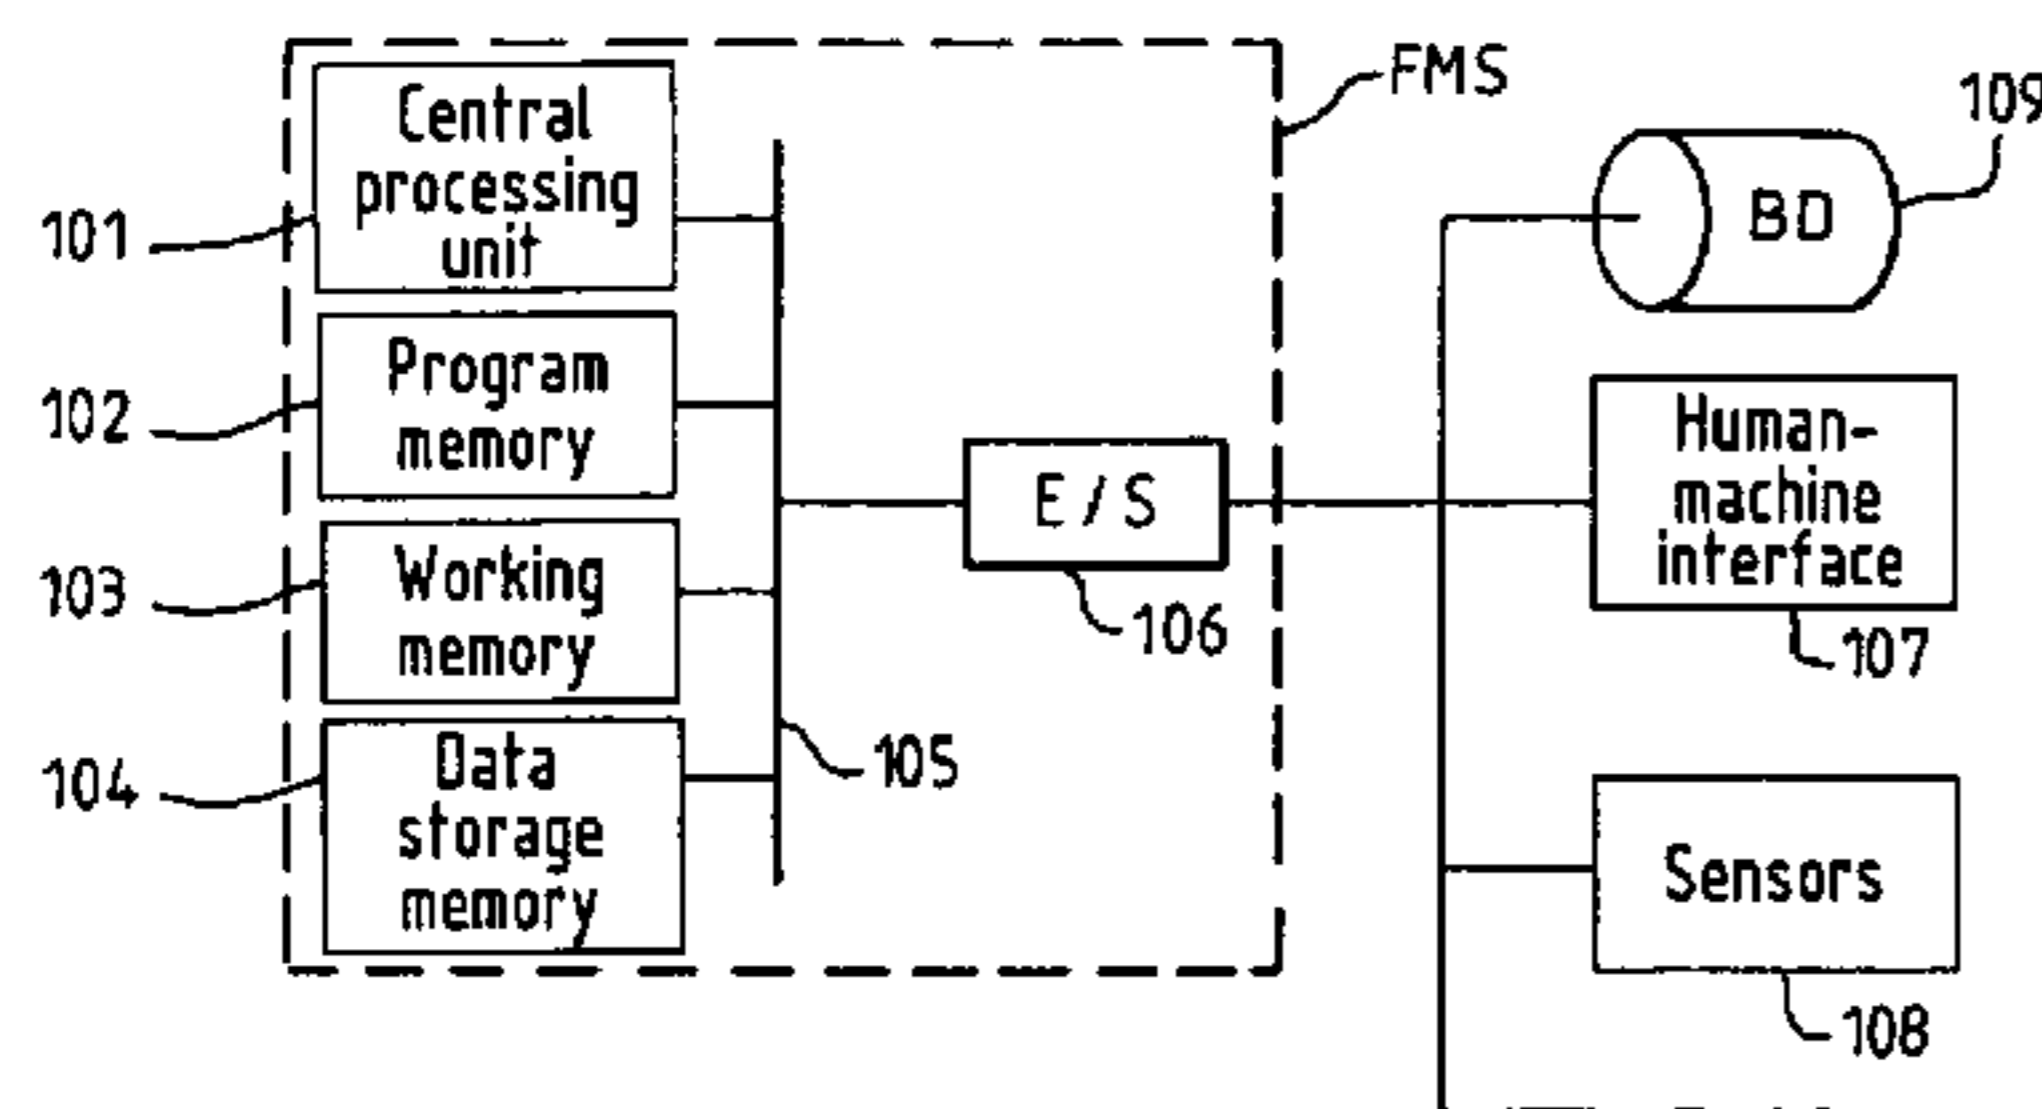 FMS
109
Central
processing
unit
101
BD
Program
memory
102
Human-
machine
interface
E / S
106
107
Working
memory
103
105
Data
storage
memory
104
Sensors
108